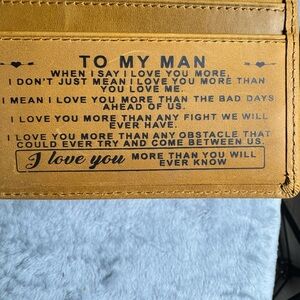 TO MY MAN
WHEN I SAY I LOVE YOU MORE,
I DON'T JUST MEAN I LOVE YOU MORE THAN
YOU LOVE ME.
I MEAN I LOVE YOU MORE THAN THE BAD DAYS
AHEAD OF US.
I LOVE YOU MORE THAN ANY FIGHT WE WILL
EVER HAVE.
I LOVE YOU MORE THAN ANY OBSTACLE THAT
COULD EVER TRY AND COME BETWEEN US.
I love you MORE THAN YOU WILL
EVER KNOW